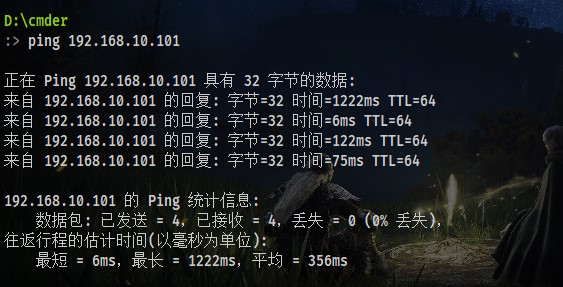 D:\cmder
:> ping 192.168.10.101
正在 Ping 192.168.10.101 具有 32 字节的数据:
来自 192.168.10.101 的回复: 字节=32 时间=1222ms TTL=64
来自 192.168.10.101 的回复: 字节=32 时间=6ms TTL=64
来自 192.168.10.101 的回复: 字节=32 时间=122ms TTL=64
来自 192.168.10.101 的回复: 字节=32 时间=75ms TTL=64
192.168.10.101 的 Ping 统计信息:
数据包: 已发送 = 4，已接收 = 4，丢失 = 0 (0% 丢失)，
往返行程的估计时间(以毫秒为单位):
最短 = 6ms，最长 = 1222ms，平均 = 356ms